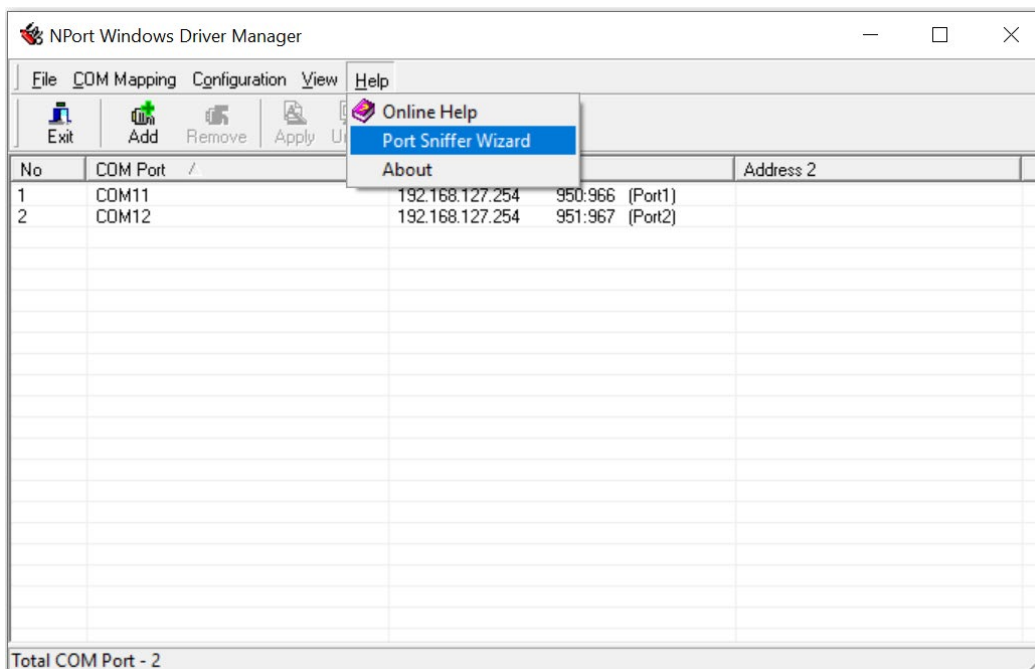 NPort Windows Driver Manager
File COM Mapping Configuration View Help
Online Help
Port Sniffer Wizard
About
Exit Add Remove Apply
No COM Port Address 2
1 COM11 192.168.127.254 950:966 (Port1)
2 COM12 192.168.127.254 951:967 (Port2)
Total COM Port - 2